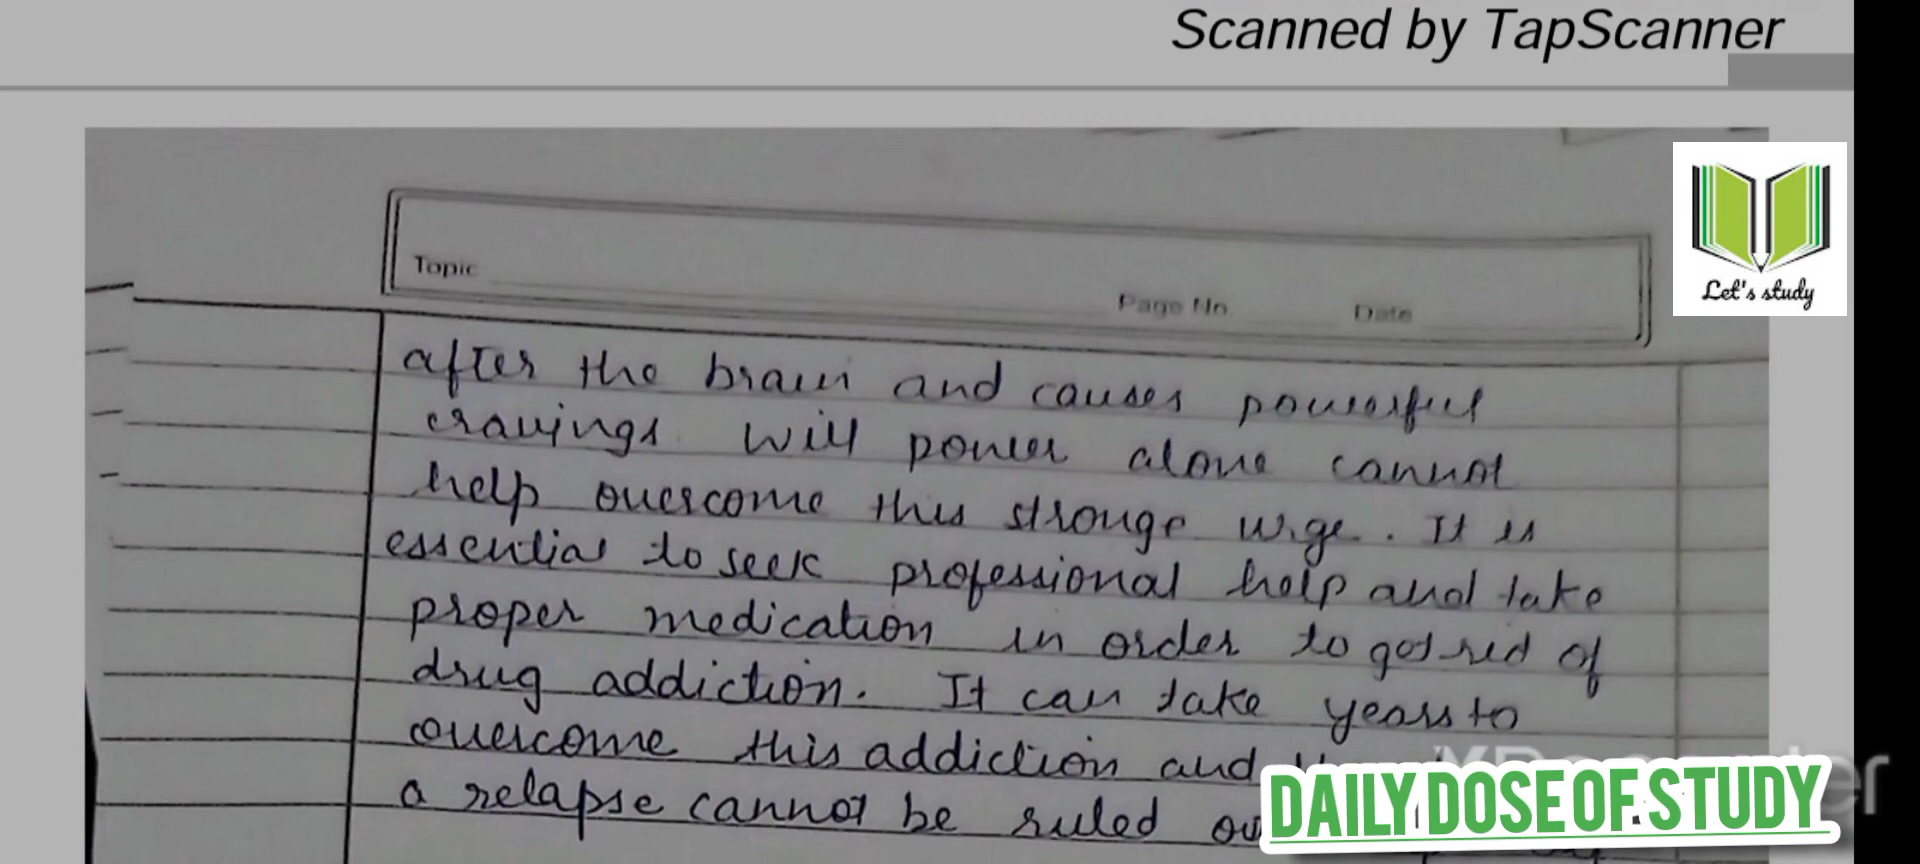 Scanned by TapScanner
Let's study
Topic
Page No. Date
after the brain and causes powerful
cravings will power alone cannot
help overcome this stronge urge. It is
essential to seek professional help and take
proper medication in order to get rid of
drug addiction. It can take years to
overcome this addiction and
a relapse cannot be ruled
DAILY DOSE OF STUDY